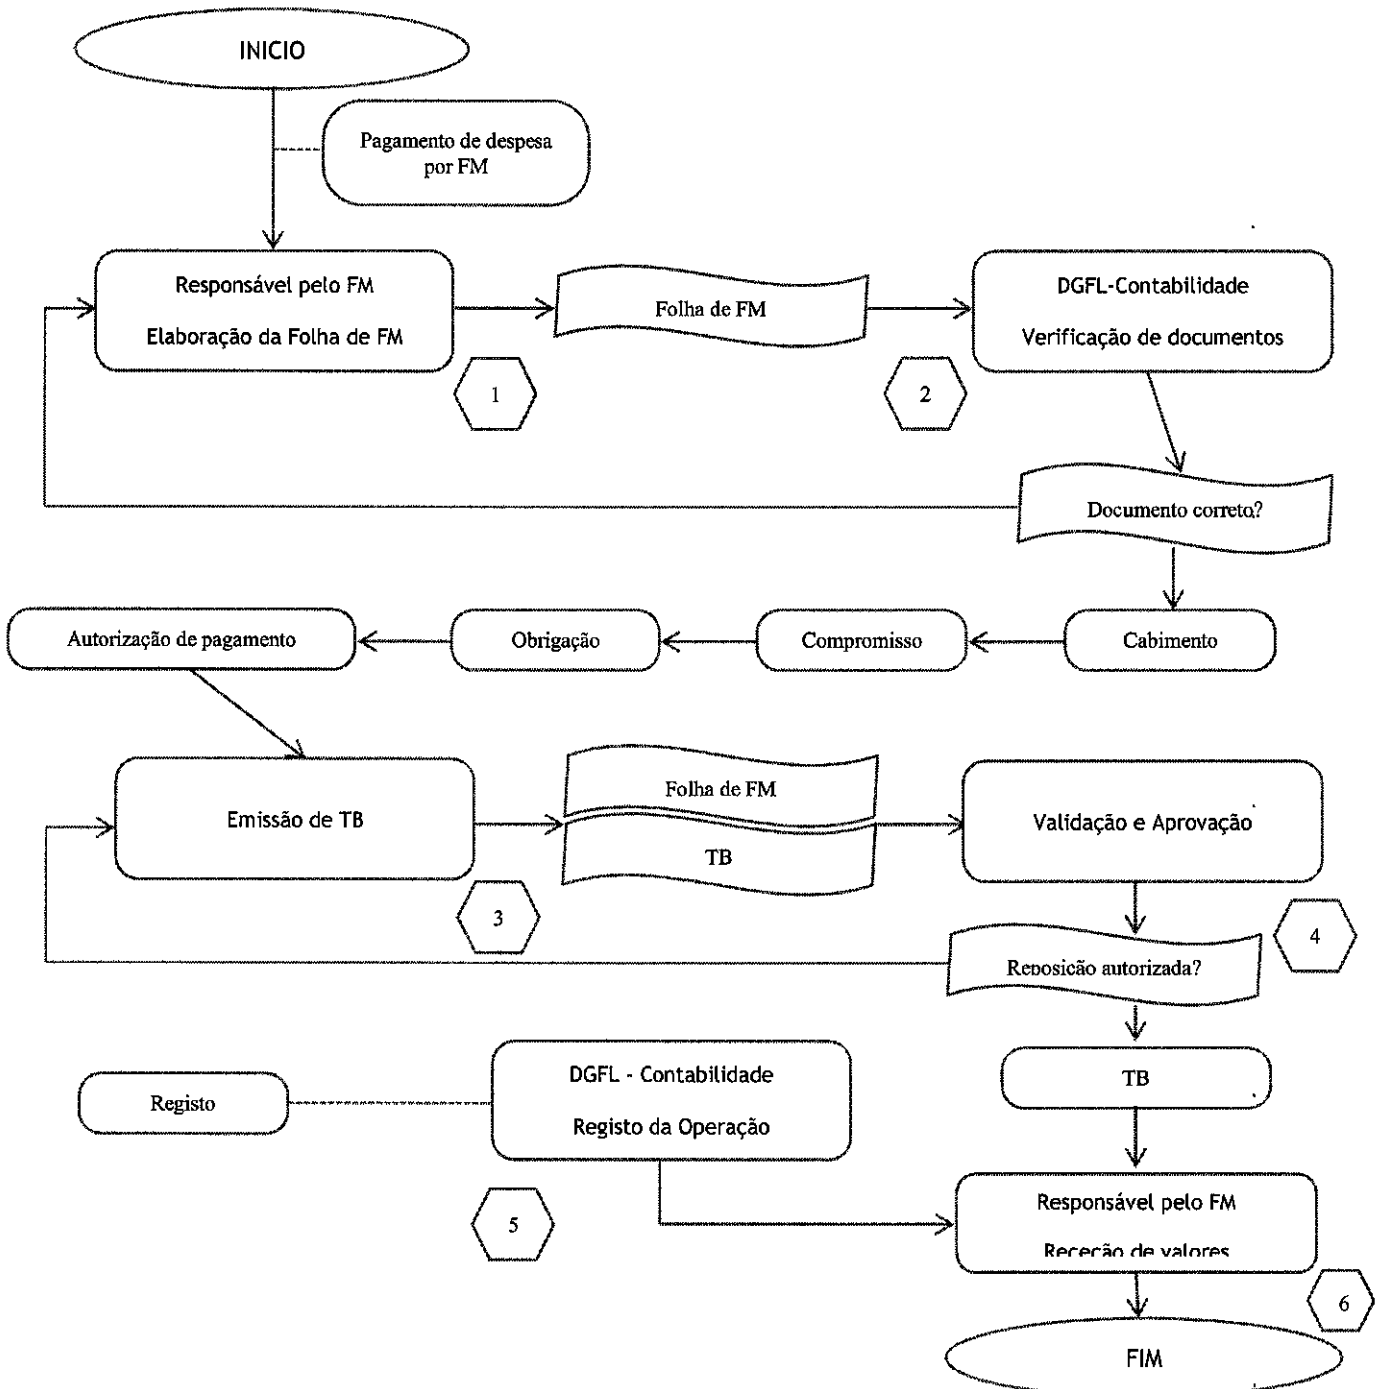 INICIO
Pagamento de despesa
por FM
Responsável pelo FM
Elaboração da Folha de FM
Folha de FM
DGFL-Contabilidade
Verificação de documentos
1
2
Documento correto?
Autorização de pagamento
Obrigação
Compromisso
Cabimento
Emissão de TB
Folha de FM
TB
Validação e Aprovação
3
4
Reposição autorizada?
DGFL - Contabilidade
Registo da Operação
Registo
TB
5
Responsável pelo FM
Receção de valores
6
FIM